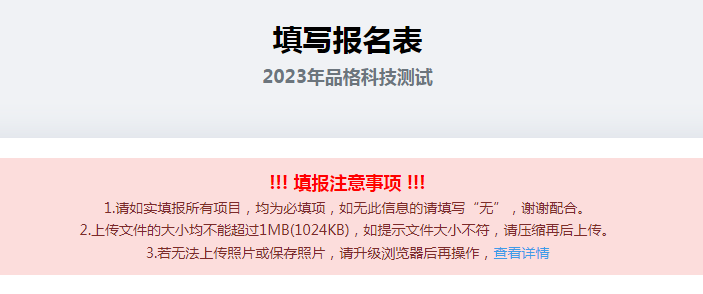 填写报名表
2023年品格科技测试
!!! 填报注意事项 !!!
1.请如实填报所有项目，均为必填项，如无此信息的请填写“无”，谢谢配合。
2.上传文件的大小均不能超过1MB(1024KB)，如提示文件大小不符，请压缩再后上传。
3.若无法上传照片或保存照片，请升级浏览器后再操作，查看详情